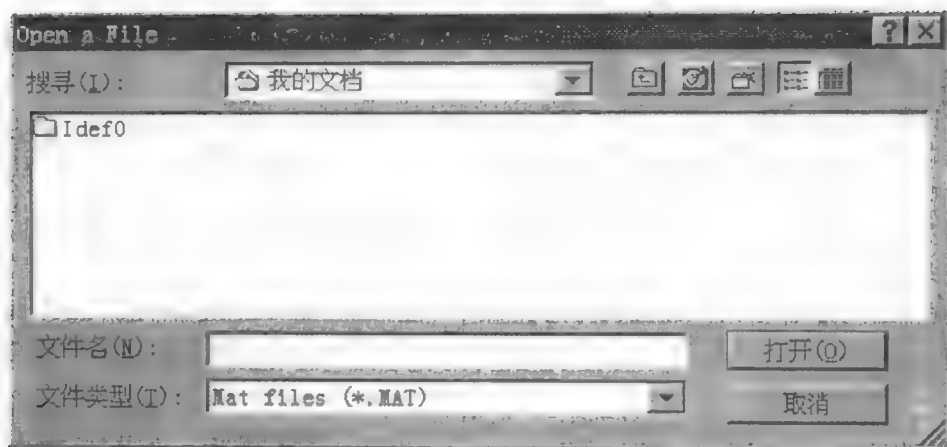 Open a File
搜寻(I): 我的文档
Idef0
文件名(N): 打开(O)
文件类型(T): Mat files (*.MAT) 取消